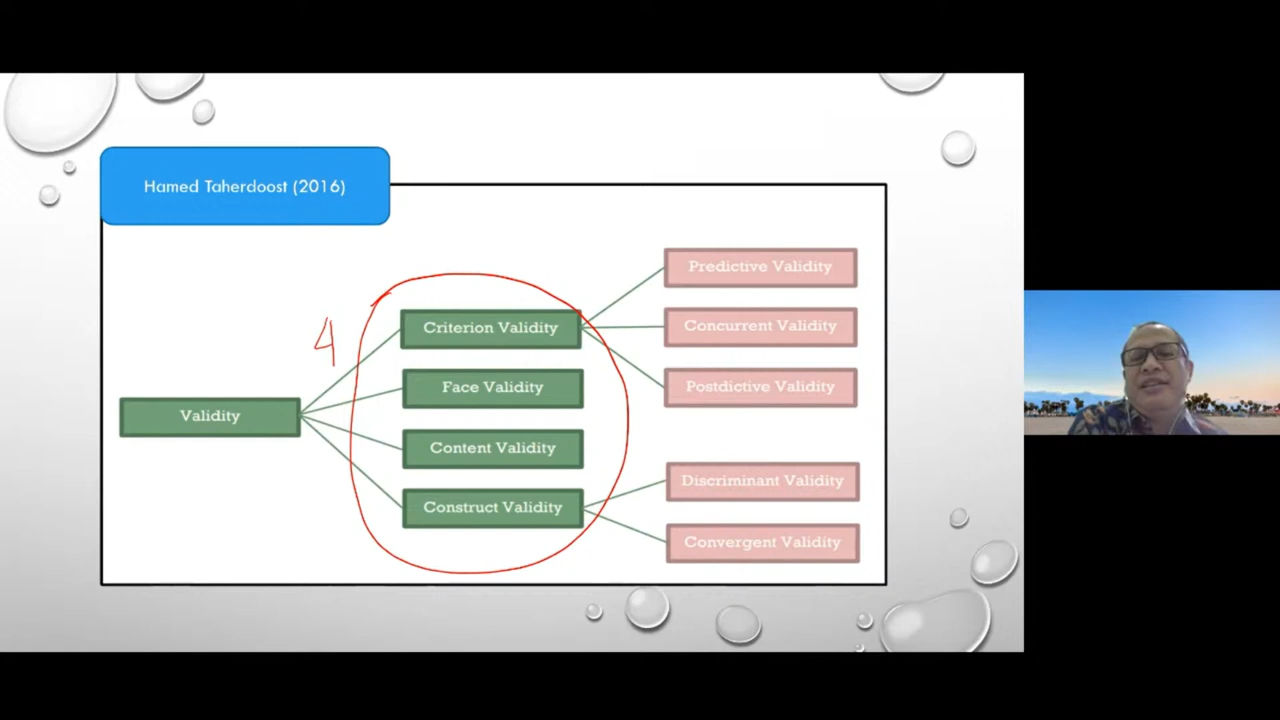 Hamed Taherdoost (2016)
Predictive Validity
4
Criterion Validity
Concurrent Validity
Face Validity
Postdictive Validity
Validity
Content Validity
Discriminant Validity
Construct Validity
Convergent Validity